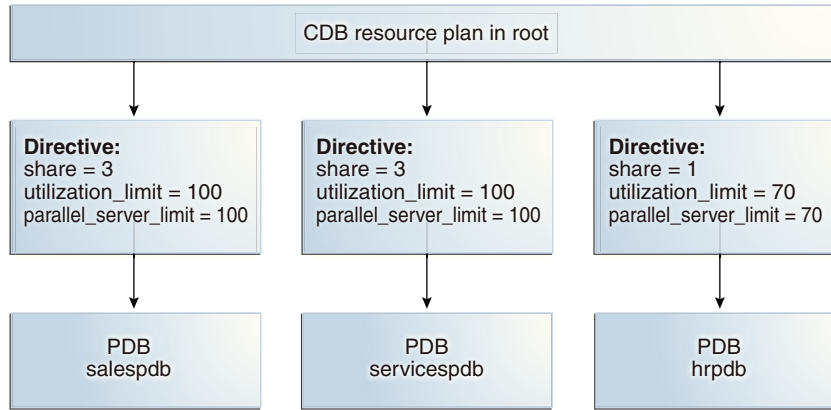 CDB resource plan in root
Directive:
share = 3
utilization_limit = 100
parallel_server_limit = 100
Directive:
share = 3
utilization_limit = 100
parallel_server_limit = 100
Directive:
share = 1
utilization_limit = 70
parallel_server_limit = 70
PDB
salespdb
PDB
servicespdb
PDB
hrpdb